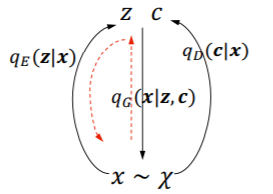 z c
q_E(z|x) q_D(c|x)
q_G(x|z,c)
x ~ χ